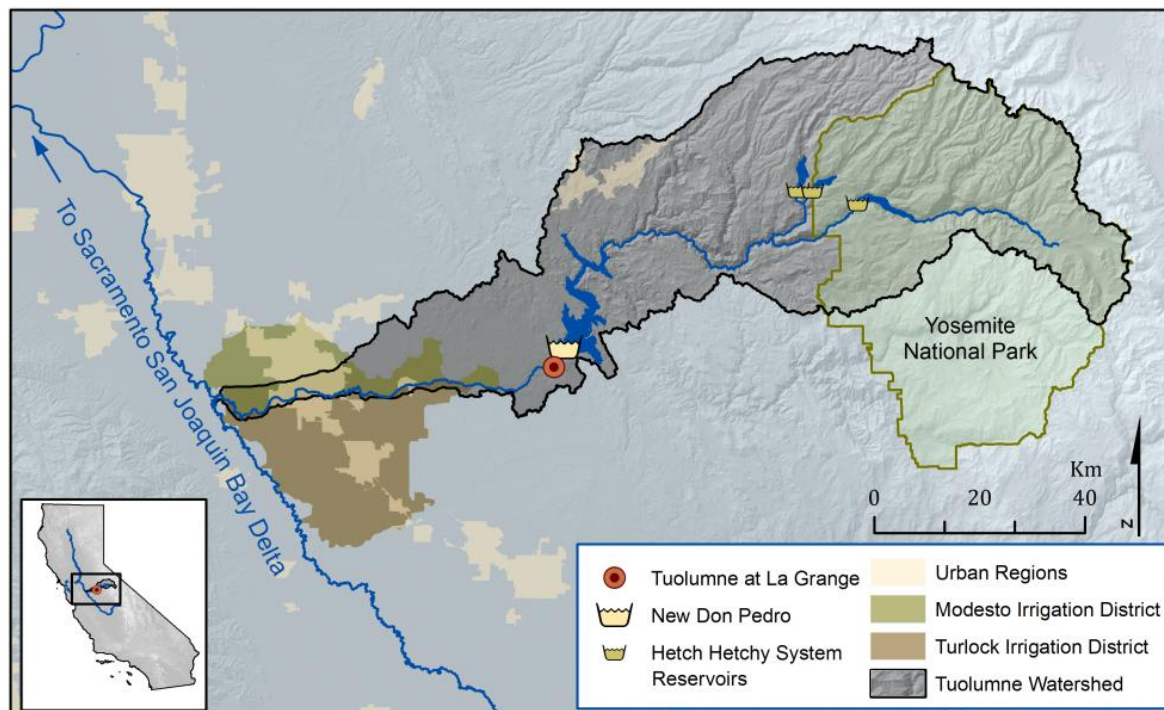 To Sacramento San Joaquin Bay Delta
Yosemite
National Park
Km
0 20 40
N
Tuolumne at La Grange
New Don Pedro
Hetch Hetchy System
Reservoirs
Urban Regions
Modesto Irrigation District
Turlock Irrigation District
Tuolumne Watershed